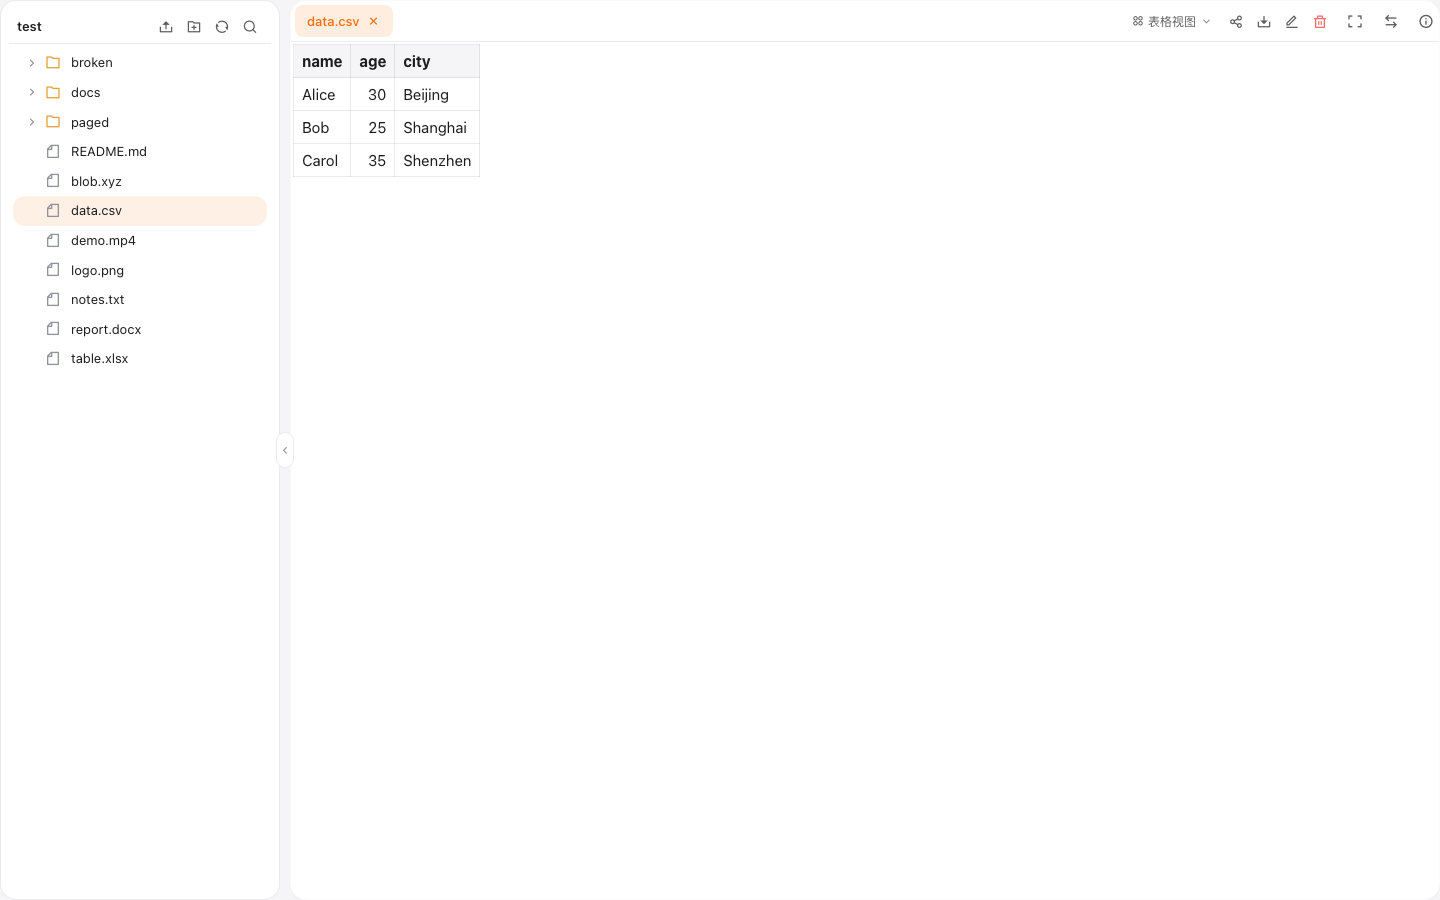 test
broken
docs
paged
README.md
blob.xyz
data.csv
demo.mp4
logo.png
notes.txt
report.docx
table.xlsx
data.csv
表格视图
name age city
Alice 30 Beijing
Bob 25 Shanghai
Carol 35 Shenzhen